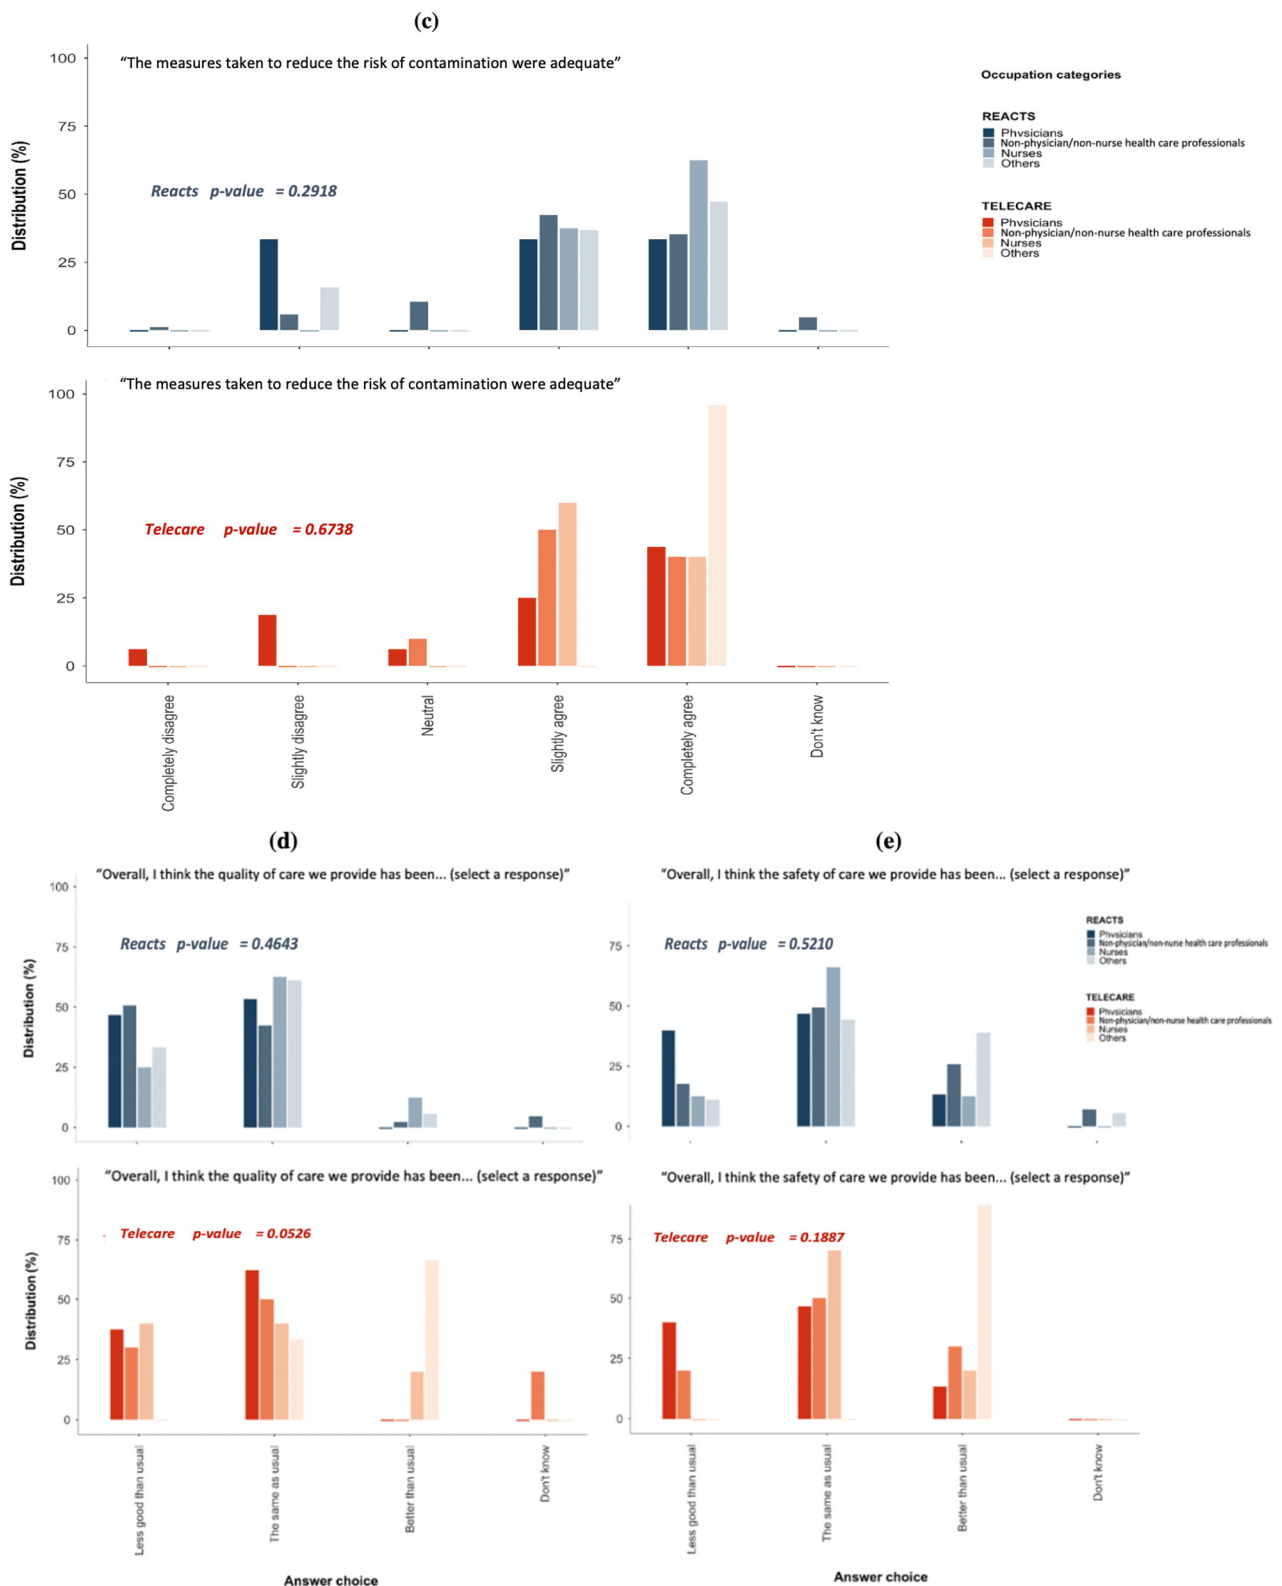 (c)
“The measures taken to reduce the risk of contamination were adequate”
100
75
50
25
0
Distribution (%)
Reacts p-value = 0.2918
Occupation categories
REACTS
Physicians
Non-physician/non-nurse health care professionals
Nurses
Others
TELECARE
Physicians
Non-physician/non-nurse health care professionals
Nurses
Others
“The measures taken to reduce the risk of contamination were adequate”
100
75
50
25
0
Distribution (%)
Telecare p-value = 0.6738
Completely disagree
Slightly disagree
Neutral
Slightly agree
Completely agree
Don't know
(d)
“Overall, I think the quality of care we provide has been... (select a response)”
100
75
50
25
0
Distribution (%)
Reacts p-value = 0.4643
(e)
“Overall, I think the safety of care we provide has been... (select a response)”
75
50
25
0
Reacts p-value = 0.5210
REACTS
Physicians
Non-physician/non-nurse health care professionals
Nurses
Others
TELECARE
Physicians
Non-physician/non-nurse health care professionals
Nurses
Others
“Overall, I think the quality of care we provide has been... (select a response)”
100
75
50
25
0
Distribution (%)
Telecare p-value = 0.0526
Less good than usual
The same as usual
Better than usual
Don't know
Answer choice
“Overall, I think the safety of care we provide has been... (select a response)”
75
50
25
0
Telecare p-value = 0.1887
Less good than usual
The same as usual
Better than usual
Don't know
Answer choice